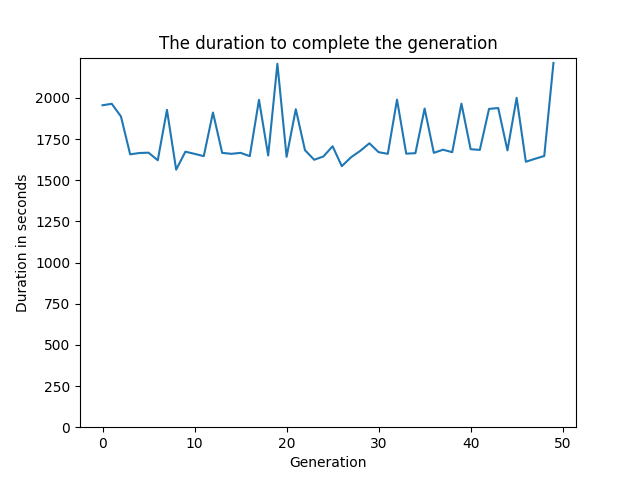 The duration to complete the generation
2000
1750
1500
1250
1000
750
500
250
0
Duration in seconds
0 10 20 30 40 50
Generation